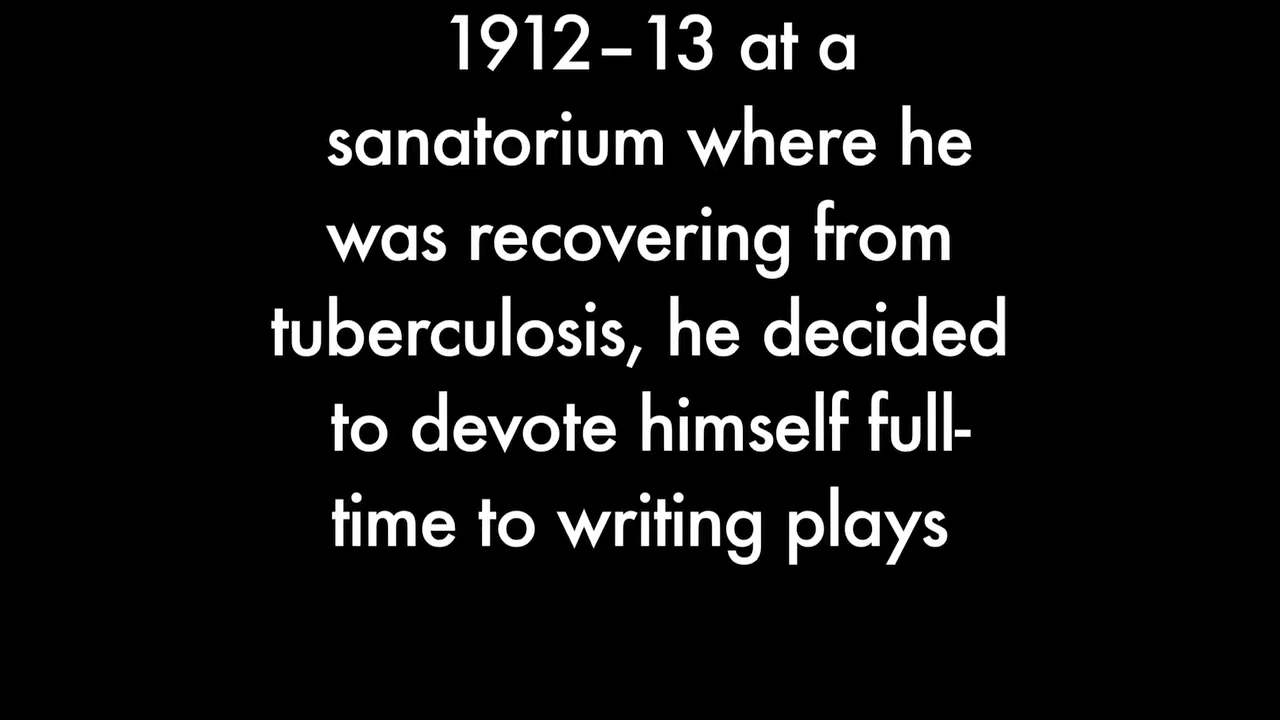 1912–13 at a
sanatorium where he
was recovering from
tuberculosis, he decided
to devote himself full-
time to writing plays